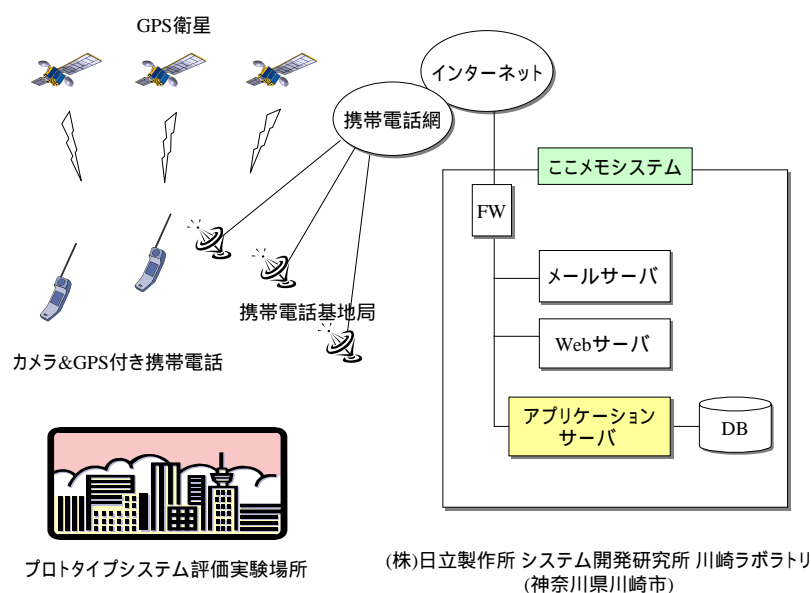 GPS衛星
インターネット
携帯電話網
ここメモシステム
FW
メールサーバ
携帯電話基地局
Webサーバ
カメラ&GPS付き携帯電話
アプリケーション
サーバ
DB
プロトタイプシステム評価実験場所
(株)日立製作所 システム開発研究所 川崎ラボラトリ
(神奈川県川崎市)